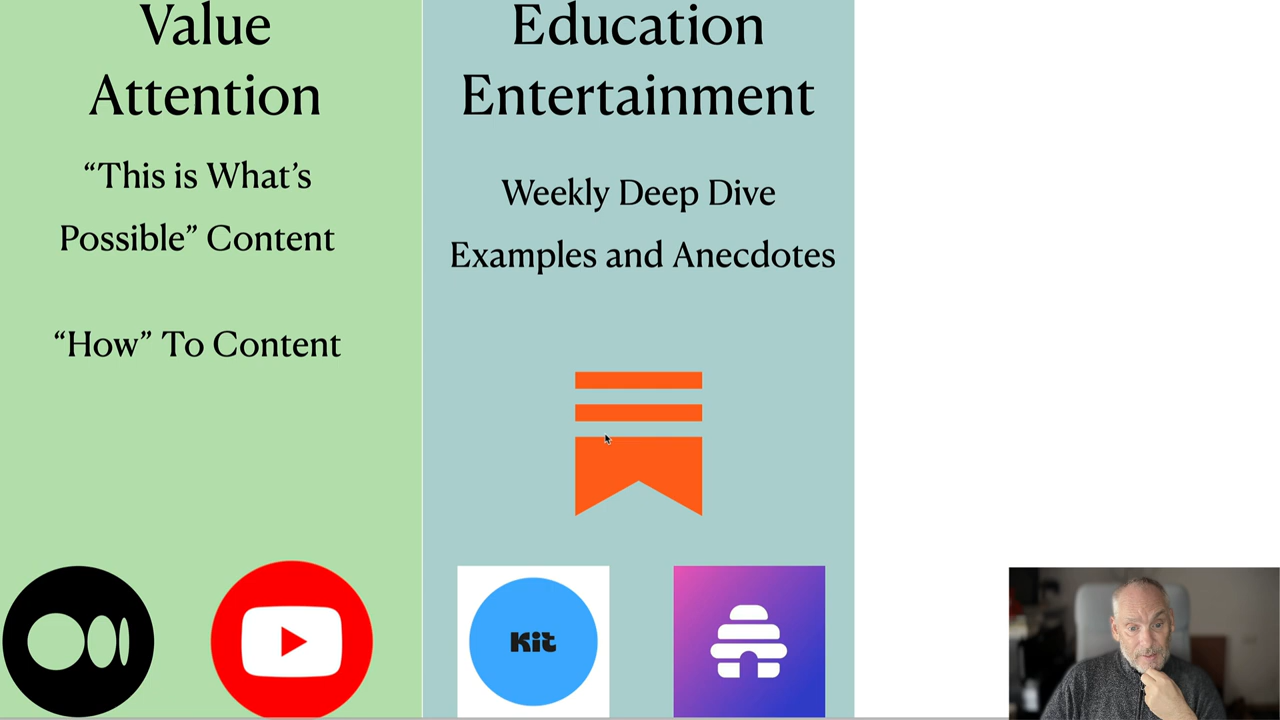 Value
Attention
“This is What’s
Possible” Content
“How” To Content
Education
Entertainment
Weekly Deep Dive
Examples and Anecdotes
Kit